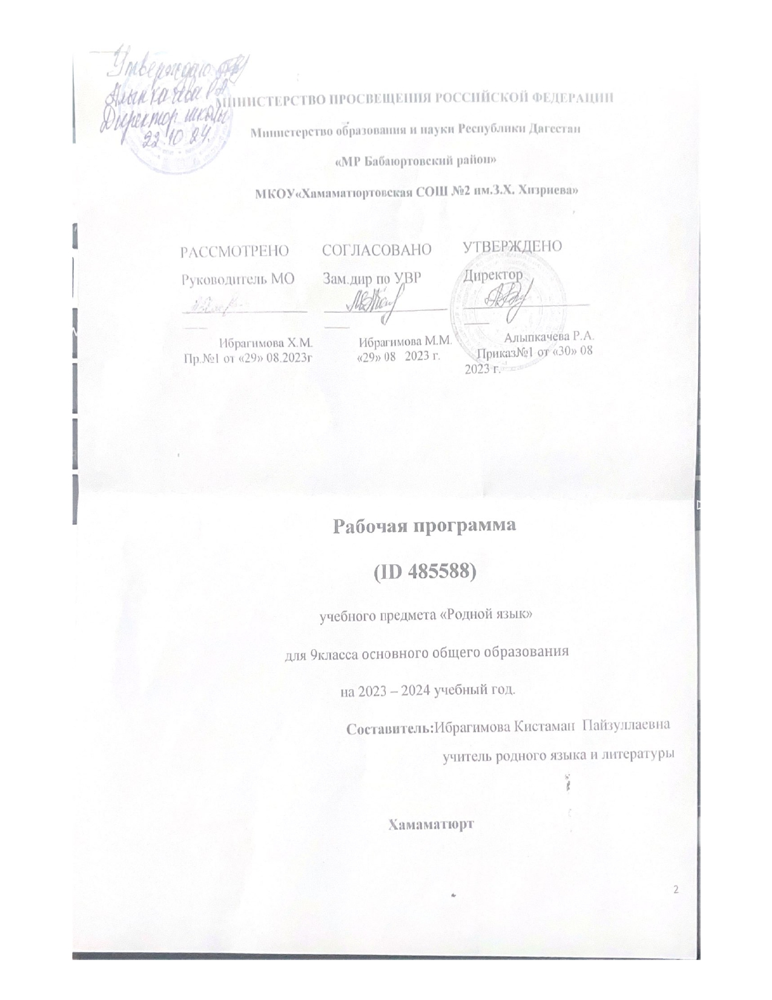 Утверждаю
Алыпкачева Р А
Директор школы
22.10 24.
МИНИСТЕРСТВО ПРОСВЕЩЕНИЯ РОССИЙСКОЙ ФЕДЕРАЦИИ
Министерство образования и науки Республики Дагестан
«МР Бабаюртовский район»
МКОУ«Хамаматюртовская СОШ №2 им.З.Х. Хизриева»
РАССМОТРЕНО СОГЛАСОВАНО УТВЕРЖДЕНО
Руководитель МО Зам.дир по УВР Директор
Ибрагимова Х.М. Ибрагимова М.М. Алыпкачева Р.А.
Пр.№1 от «29» 08.2023г «29» 08 2023 г. Приказ№1 от «30» 08
2023 г.
Рабочая программа
(ID 485588)
учебного предмета «Родной язык»
для 9класса основного общего образования
на 2023 – 2024 учебный год.
Составитель:Ибрагимова Кистаман Пайзуллаевна
учитель родного языка и литературы
Хамаматюрт
2